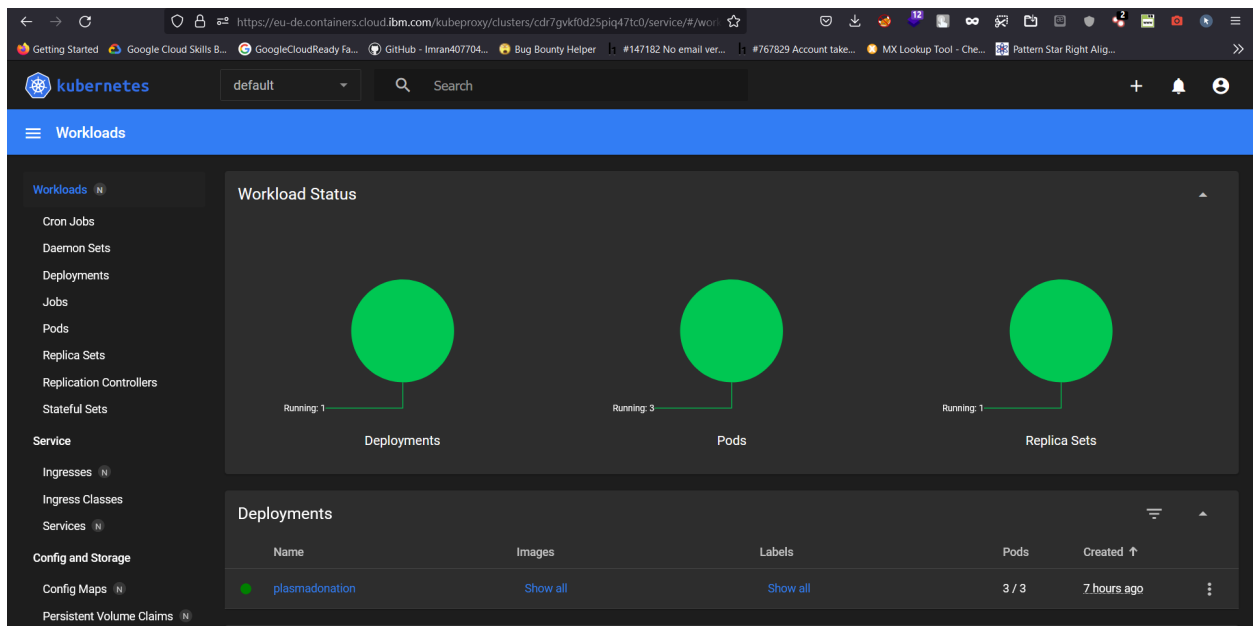 https://eu-de.containers.cloud.ibm.com/kubeproxy/clusters/cdr7gvkf0d25piq47tc0/service/#/wor
12
2
Getting Started Google Cloud Skills B... GoogleCloudReady Fa... GitHub - Imran407704... Bug Bounty Helper #147182 No email ver... #767829 Account take... MX Lookup Tool - Che... Pattern Star Right Alig...
kubernetes default Search
Workloads
Workloads N
Cron Jobs
Daemon Sets
Deployments
Jobs
Pods
Replica Sets
Replication Controllers
Stateful Sets
Service
Ingresses N
Ingress Classes
Services N
Config and Storage
Config Maps N
Persistent Volume Claims N
Workload Status
Running: 1 Running: 3 Running: 1
Deployments Pods Replica Sets
Deployments
Name Images Labels Pods Created
plasmadonation Show all Show all 3 / 3 7 hours ago